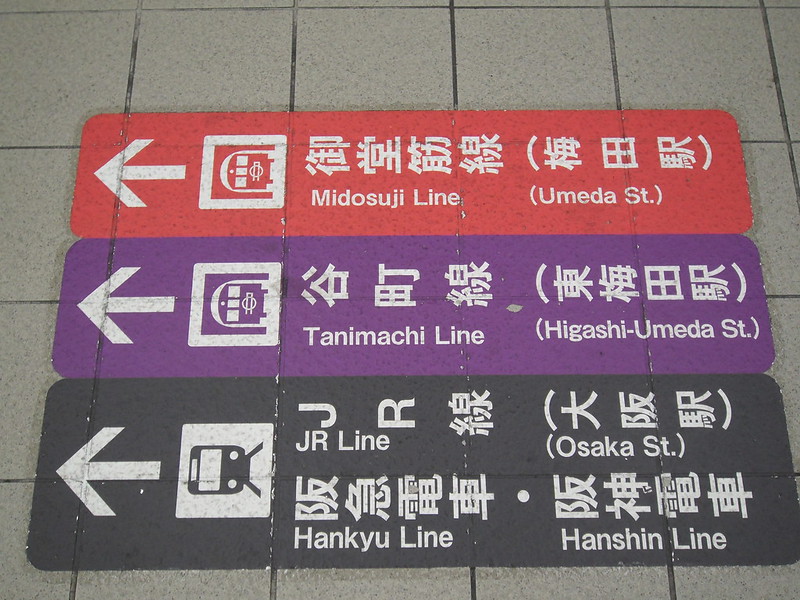 御堂筋線 （梅田駅）
Midosuji Line (Umeda St.)
谷町線 （東梅田駅）
Tanimachi Line (Higashi-Umeda St.)
JR線 （大阪駅）
JR Line (Osaka St.)
阪急電車・阪神電車
Hankyu Line Hanshin Line